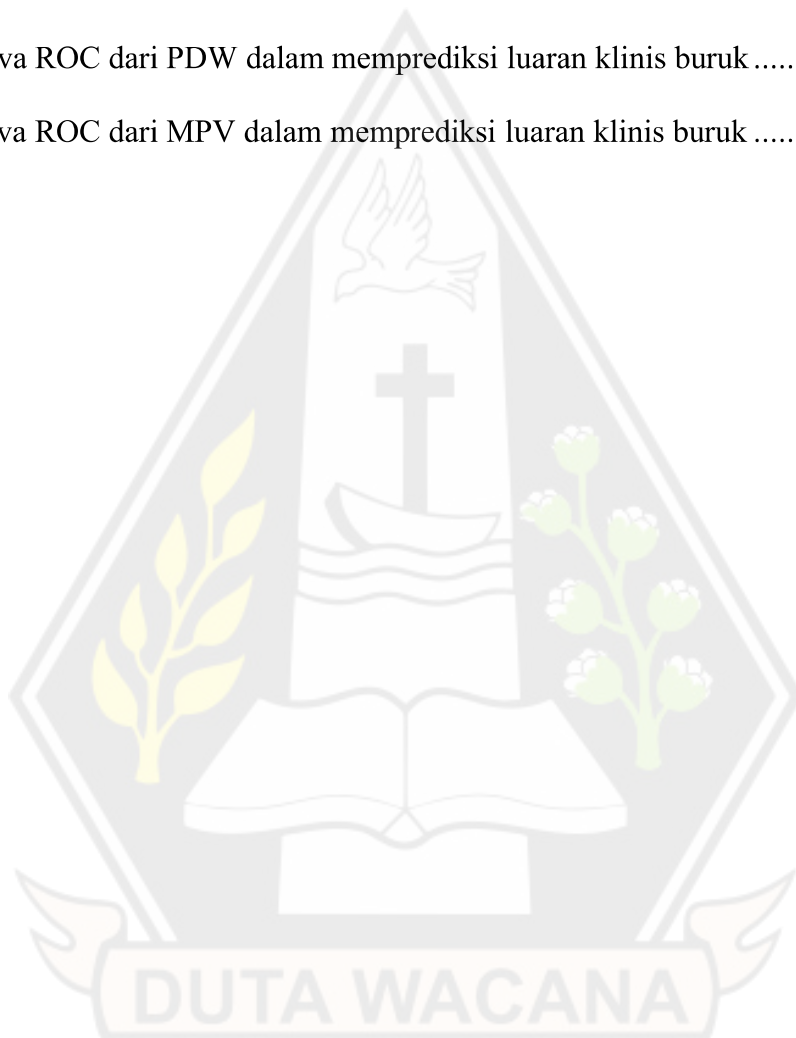 va ROC dari PDW dalam memprediksi luaran klinis buruk .....
va ROC dari MPV dalam memprediksi luaran klinis buruk .....
DUTA WACANA